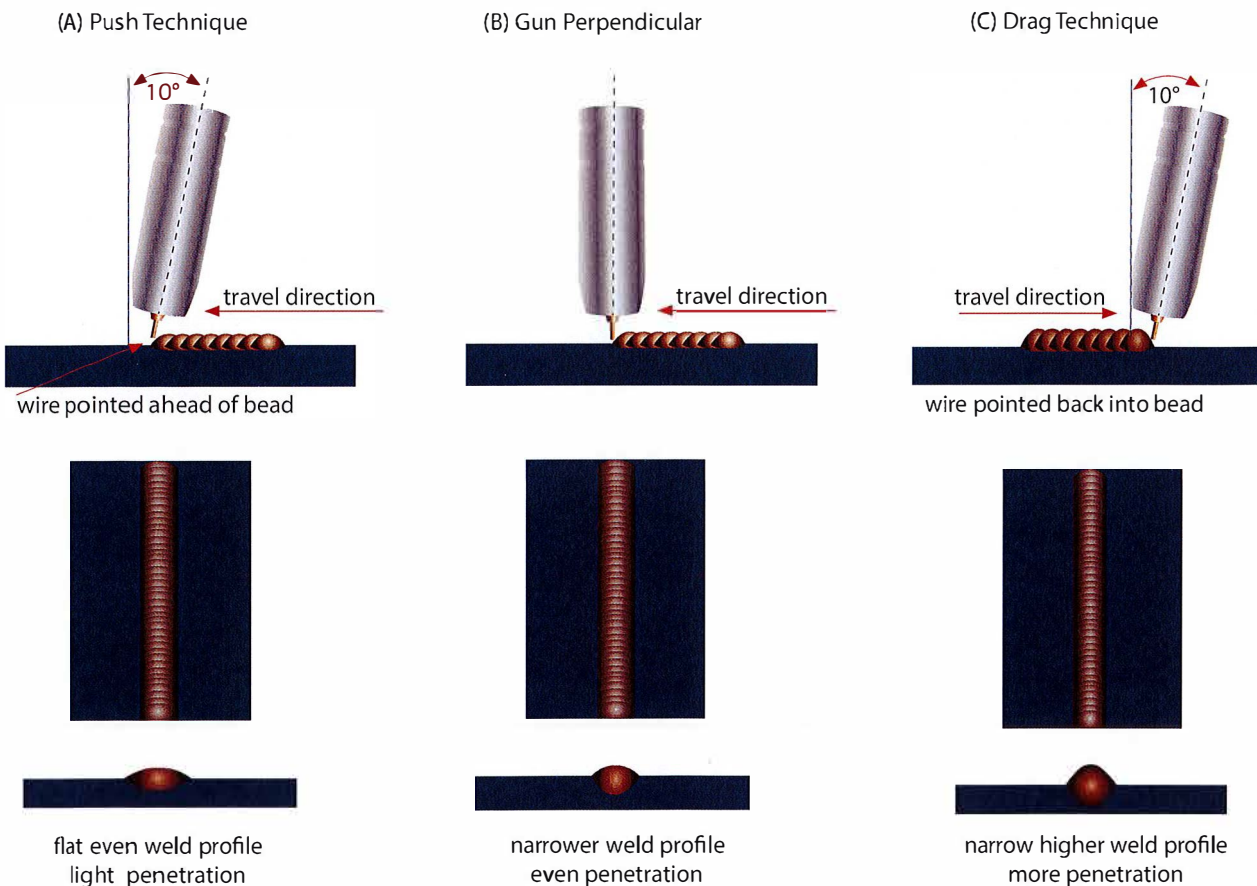 (A) Push Technique
(B) Gun Perpendicular
(C) Drag Technique
10°
10°
travel direction
travel direction
travel direction
wire pointed ahead of bead
wire pointed back into bead
flat even weld profile
light penetration
narrower weld profile
even penetration
narrow higher weld profile
more penetration